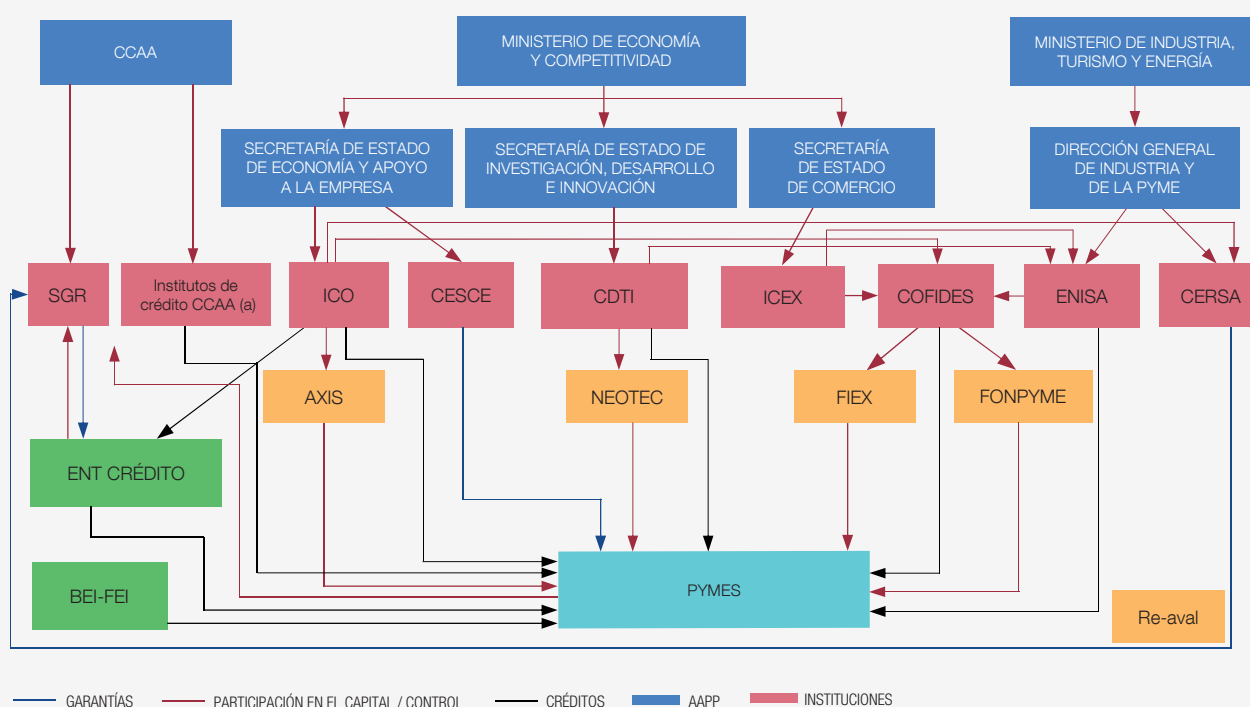 CCAA
MINISTERIO DE ECONOMÍA
Y COMPETITIVIDAD
MINISTERIO DE INDUSTRIA,
TURISMO Y ENERGÍA
SECRETARÍA DE ESTADO
DE ECONOMÍA Y APOYO
A LA EMPRESA
SECRETARÍA DE ESTADO DE
INVESTIGACIÓN, DESARROLLO
E INNOVACIÓN
SECRETARÍA
DE ESTADO
DE COMERCIO
DIRECCIÓN GENERAL
DE INDUSTRIA Y
DE LA PYME
SGR
Institutos de
crédito CCAA (a)
ICO
CESCE
CDTI
ICEX
COFIDES
ENISA
CERSA
AXIS
NEOTEC
FIEX
FONPYME
ENT CRÉDITO
BEI-FEI
PYMES
Re-aval
GARANTÍAS
PARTICIPACIÓN EN EL CAPITAL / CONTROL
CRÉDITOS
AAPP
INSTITUCIONES